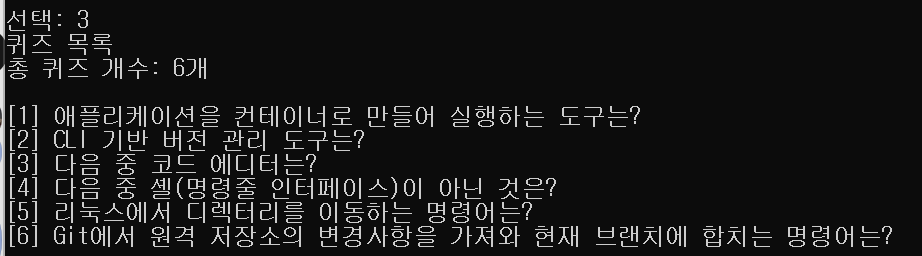 선택: 3
퀴즈 목록
총 퀴즈 개수: 6개
[1] 애플리케이션을 컨테이너로 만들어 실행하는 도구는?
[2] CLI 기반 버전 관리 도구는?
[3] 다음 중 코드 에디터는?
[4] 다음 중 셸(명령줄 인터페이스)이 아닌 것은?
[5] 리눅스에서 디렉터리를 이동하는 명령어는?
[6] Git에서 원격 저장소의 변경사항을 가져와 현재 브랜치에 합치는 명령어는?